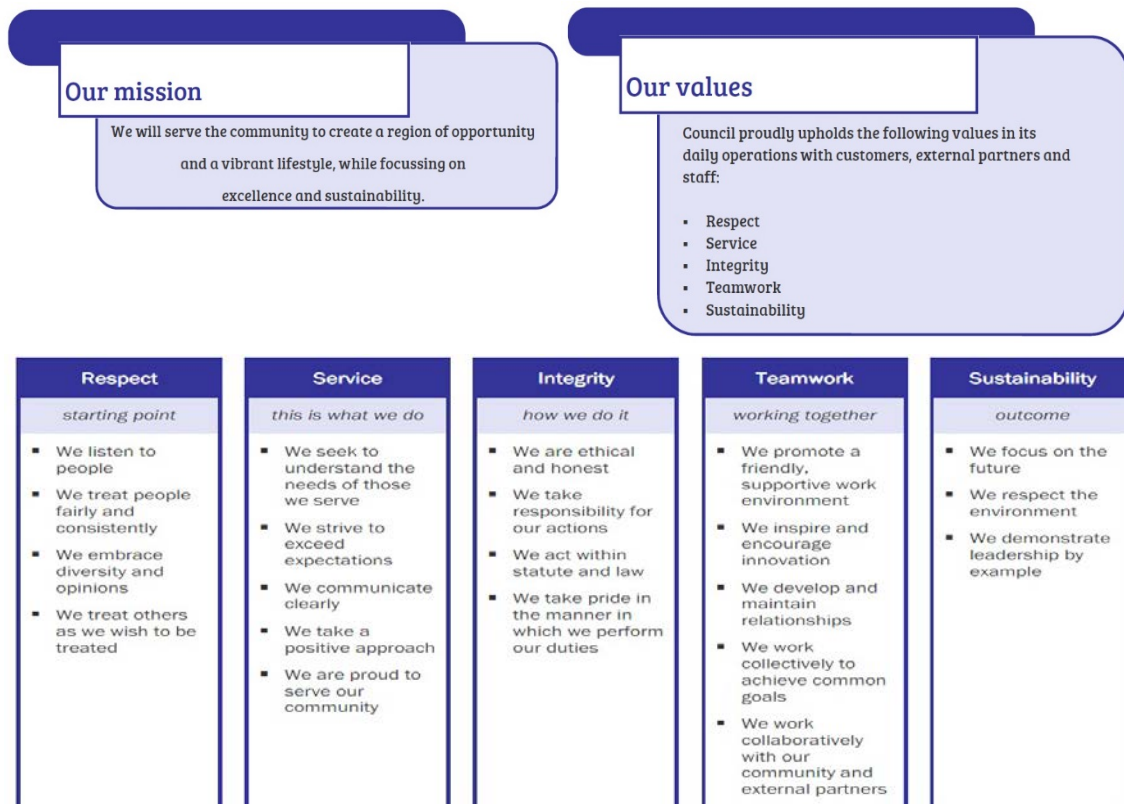 Our mission
We will serve the community to create a region of opportunity
and a vibrant lifestyle, while focussing on
excellence and sustainability.
Our values
Council proudly upholds the following values in its
daily operations with customers, external partners and
staff:
▪ Respect
▪ Service
▪ Integrity
▪ Teamwork
▪ Sustainability
Respect
starting point
▪ We listen to
people
▪ We treat people
fairly and
consistently
▪ We embrace
diversity and
opinions
▪ We treat others
as we wish to be
treated
Service
this is what we do
▪ We seek to
understand the
needs of those
we serve
▪ We strive to
exceed
expectations
▪ We communicate
clearly
▪ We take a
positive approach
▪ We are proud to
serve our
community
Integrity
how we do it
▪ We are ethical
and honest
▪ We take
responsibility for
our actions
▪ We act within
statute and law
▪ We take pride in
the manner in
which we perform
our duties
Teamwork
working together
▪ We promote a
friendly,
supportive work
environment
▪ We inspire and
encourage
innovation
▪ We develop and
maintain
relationships
▪ We work
collectively to
achieve common
goals
▪ We work
collaboratively
with our
community and
external partners
Sustainability
outcome
▪ We focus on the
future
▪ We respect the
environment
▪ We demonstrate
leadership by
example